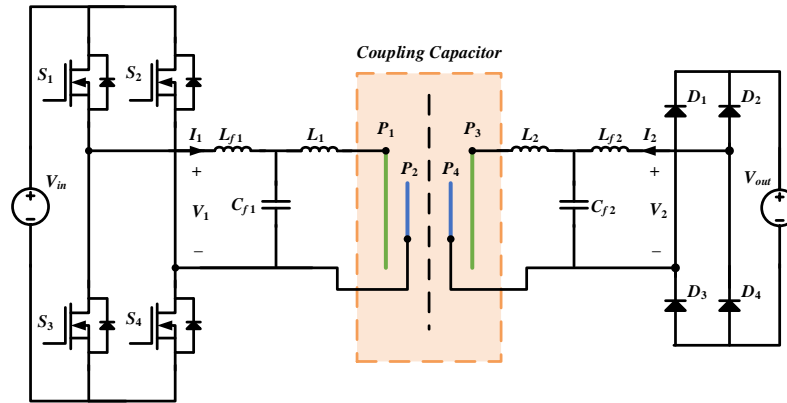 Coupling Capacitor
S1
S2
D1
D2
I1
Lf1
L1
P1
P3
L2
Lf2
I2
P2
P4
+
+
Vin
+
−
V1
Cf1
Cf2
V2
Vout
+
−
−
−
S3
S4
D3
D4